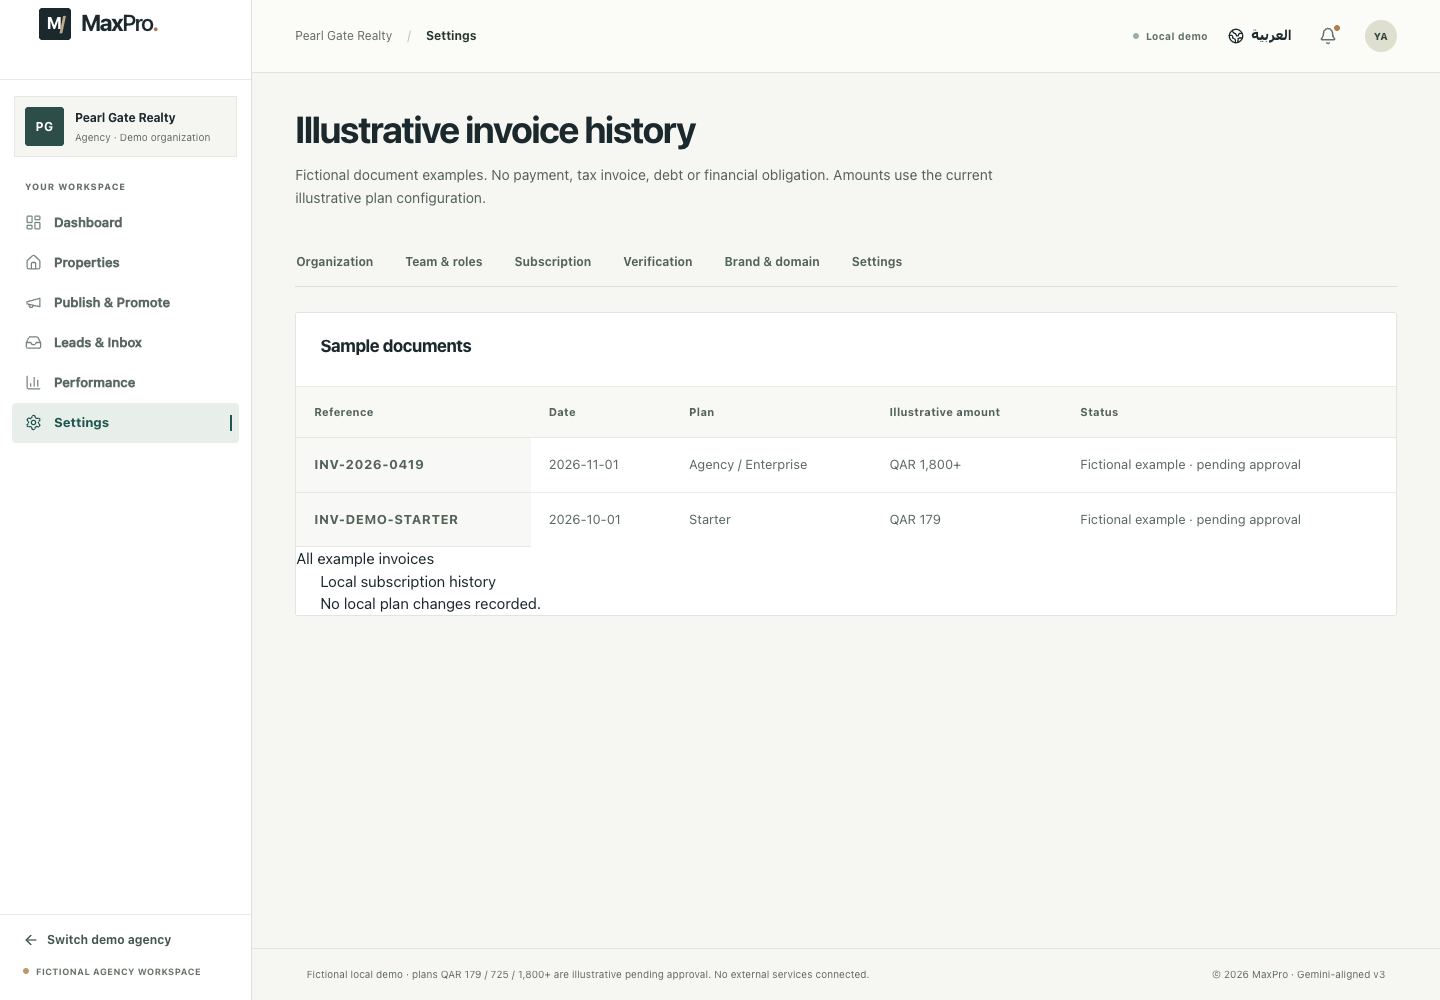 MaxPro.
Pearl Gate Realty / Settings
Local demo
العربية
YA
PG
Pearl Gate Realty
Agency · Demo organization
YOUR WORKSPACE
Dashboard
Properties
Publish & Promote
Leads & Inbox
Performance
Settings
Switch demo agency
FICTIONAL AGENCY WORKSPACE
Illustrative invoice history
Fictional document examples. No payment, tax invoice, debt or financial obligation. Amounts use the current
illustrative plan configuration.
Organization Team & roles Subscription Verification Brand & domain Settings
Sample documents
Reference Date Plan Illustrative amount Status
INV-2026-0419 2026-11-01 Agency / Enterprise QAR 1,800+ Fictional example · pending approval
INV-DEMO-STARTER 2026-10-01 Starter QAR 179 Fictional example · pending approval
All example invoices
Local subscription history
No local plan changes recorded.
Fictional local demo · plans QAR 179 / 725 / 1,800+ are illustrative pending approval. No external services connected.
© 2026 MaxPro · Gemini-aligned v3